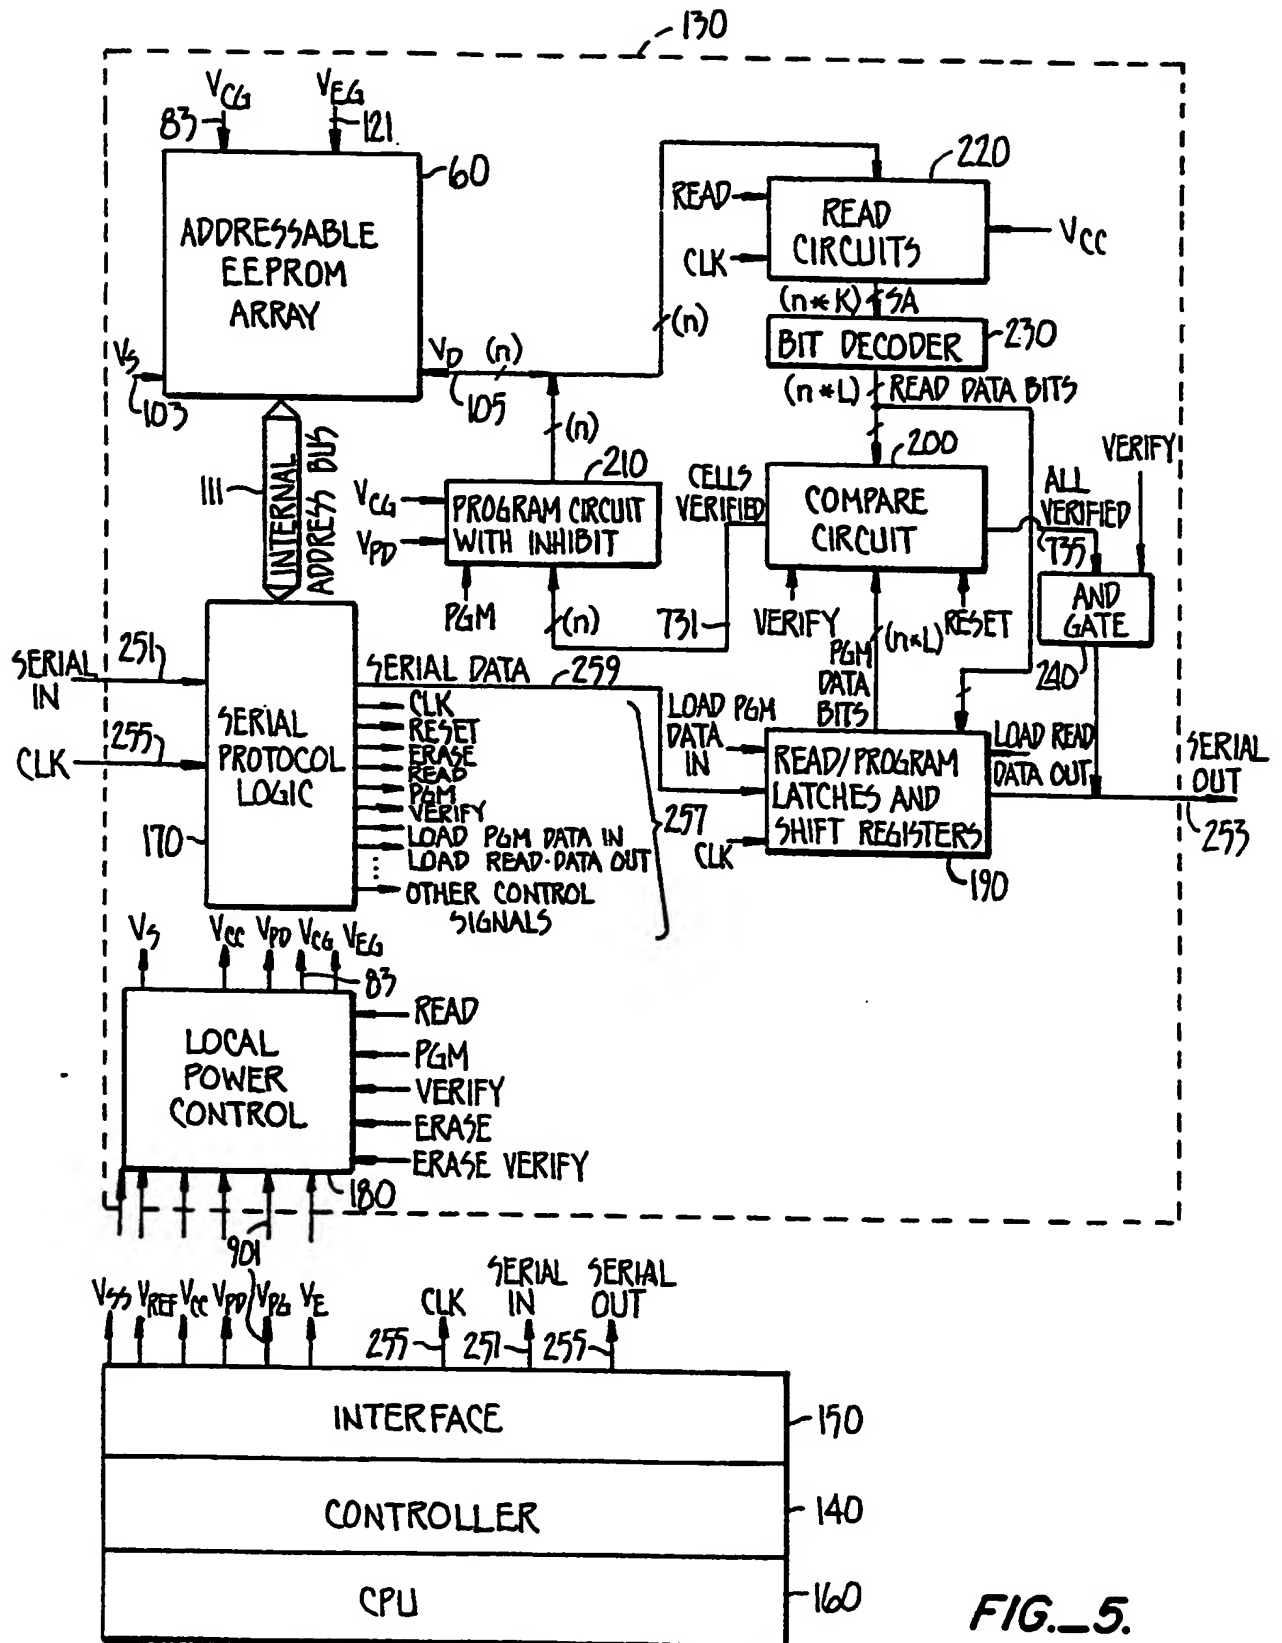 130
VCG
83
VEG
121
60
ADDRESSABLE
EEPROM
ARRAY
VS
103
VD (n)
105
(n)
(n)
220
READ
CLK
READ
CIRCUITS
VCC
(n*K) SA
BIT DECODER
230
(n*L) READ DATA BITS
111
INTERNAL
ADDRESS BUS
210
VCG
VPD
PROGRAM CIRCUIT
WITH INHIBIT
PGM
(n)
CELLS
VERIFIED
731
200
COMPARE
CIRCUIT
VERIFY
RESET
ALL
VERIFIED
735
VERIFY
AND
GATE
240
PGM
DATA
BITS
(n*L)
SERIAL
IN
251
CLK
255
SERIAL
PROTOCOL
LOGIC
170
SERIAL DATA 259
CLK
RESET
ERASE
READ
PGM
VERIFY
LOAD PGM DATA IN
LOAD READ·DATA OUT
OTHER CONTROL
SIGNALS
257
LOAD PGM
DATA
IN
READ/PROGRAM
LATCHES AND
SHIFT REGISTERS
CLK
190
LOAD READ
DATA OUT
SERIAL
OUT
253
VS VCC VPD VCG VEG
83
LOCAL
POWER
CONTROL
READ
PGM
VERIFY
ERASE
ERASE VERIFY
180
901
VSS VREF VCC VPD VPG VE
CLK
255
SERIAL
IN
251
SERIAL
OUT
255
INTERFACE
150
CONTROLLER
140
CPU
160
FIG._5.